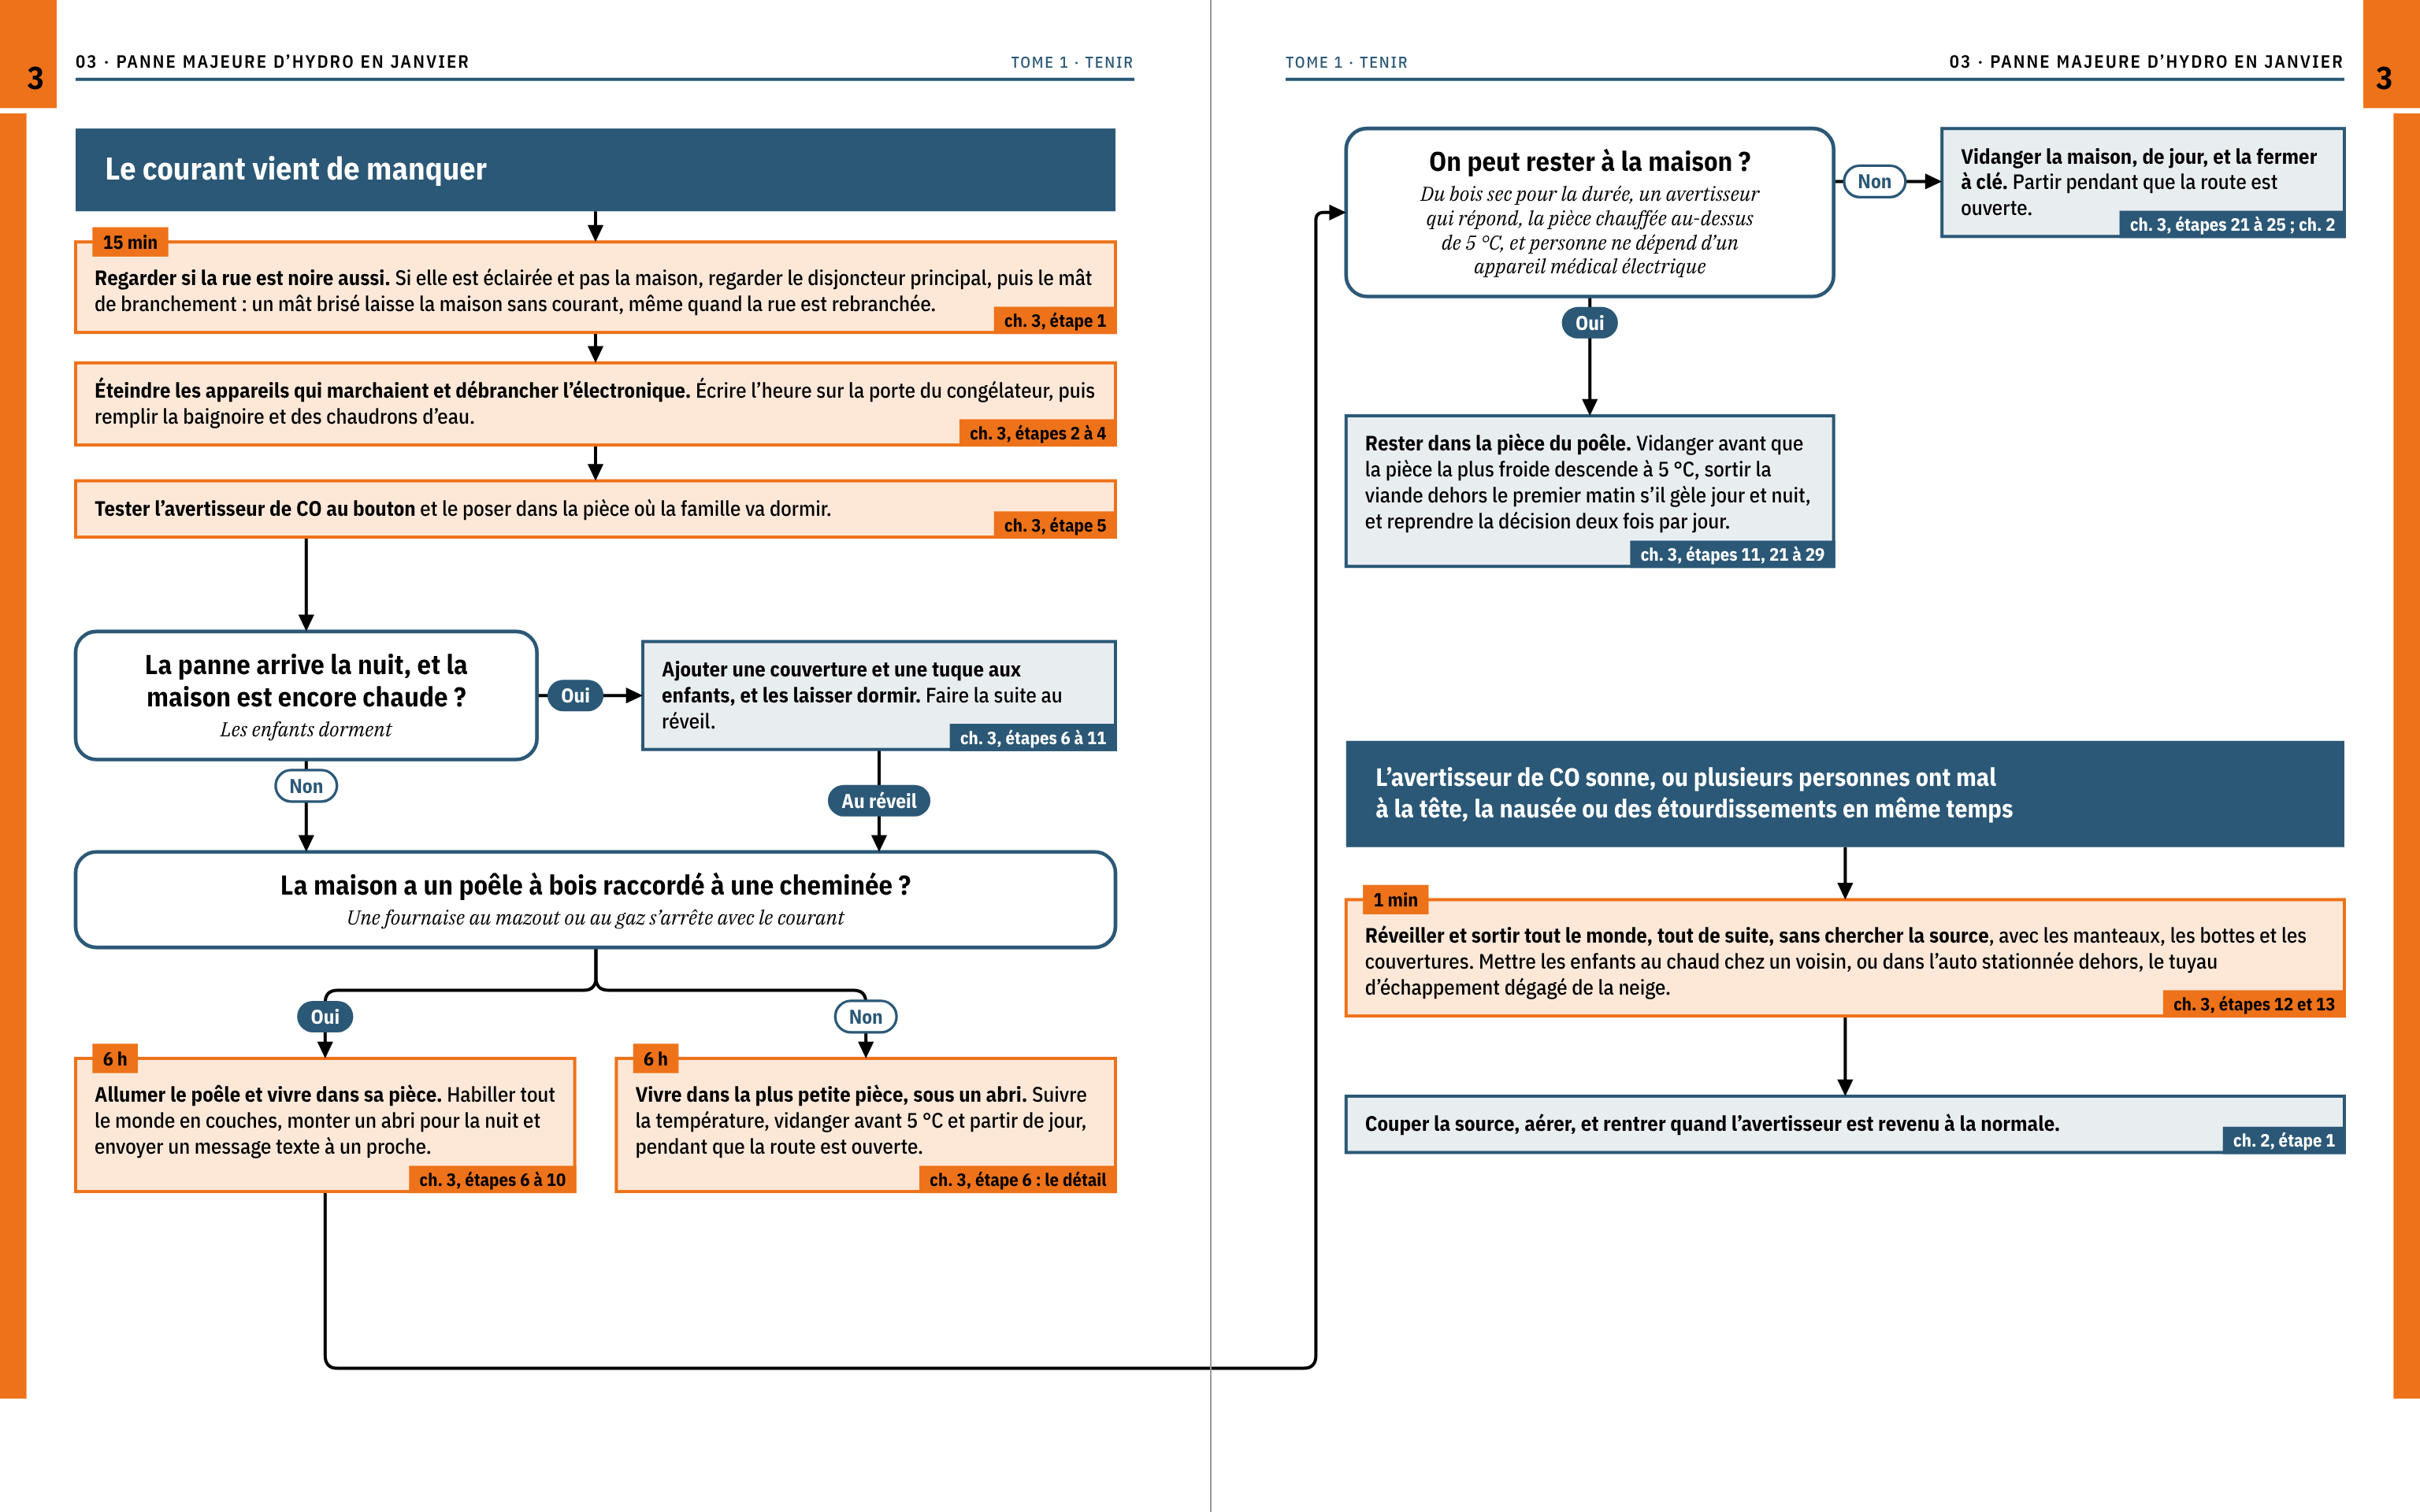 3
03 · PANNE MAJEURE D’HYDRO EN JANVIER
TOME 1 · TENIR
Le courant vient de manquer
15 min
Regarder si la rue est noire aussi. Si elle est éclairée et pas la maison, regarder le disjoncteur principal, puis le mât
de branchement : un mât brisé laisse la maison sans courant, même quand la rue est rebranchée.
ch. 3, étape 1
Éteindre les appareils qui marchaient et débrancher l’électronique. Écrire l’heure sur la porte du congélateur, puis
remplir la baignoire et des chaudrons d’eau.
ch. 3, étapes 2 à 4
Tester l’avertisseur de CO au bouton et le poser dans la pièce où la famille va dormir.
ch. 3, étape 5
La panne arrive la nuit, et la
maison est encore chaude ?
Les enfants dorment
Oui
Ajouter une couverture et une tuque aux
enfants, et les laisser dormir. Faire la suite au
réveil.
ch. 3, étapes 6 à 11
Non
Au réveil
La maison a un poêle à bois raccordé à une cheminée ?
Une fournaise au mazout ou au gaz s’arrête avec le courant
Oui
Non
6 h
Allumer le poêle et vivre dans sa pièce. Habiller tout
le monde en couches, monter un abri pour la nuit et
envoyer un message texte à un proche.
ch. 3, étapes 6 à 10
6 h
Vivre dans la plus petite pièce, sous un abri. Suivre
la température, vidanger avant 5 °C et partir de jour,
pendant que la route est ouverte.
ch. 3, étape 6 : le détail
TOME 1 · TENIR
03 · PANNE MAJEURE D’HYDRO EN JANVIER
3
On peut rester à la maison ?
Du bois sec pour la durée, un avertisseur
qui répond, la pièce chauffée au-dessus
de 5 °C, et personne ne dépend d’un
appareil médical électrique
Non
Vidanger la maison, de jour, et la fermer
à clé. Partir pendant que la route est
ouverte.
ch. 3, étapes 21 à 25 ; ch. 2
Oui
Rester dans la pièce du poêle. Vidanger avant que
la pièce la plus froide descende à 5 °C, sortir la
viande dehors le premier matin s’il gèle jour et nuit,
et reprendre la décision deux fois par jour.
ch. 3, étapes 11, 21 à 29
L’avertisseur de CO sonne, ou plusieurs personnes ont mal
à la tête, la nausée ou des étourdissements en même temps
1 min
Réveiller et sortir tout le monde, tout de suite, sans chercher la source, avec les manteaux, les bottes et les
couvertures. Mettre les enfants au chaud chez un voisin, ou dans l’auto stationnée dehors, le tuyau
d’échappement dégagé de la neige.
ch. 3, étapes 12 et 13
Couper la source, aérer, et rentrer quand l’avertisseur est revenu à la normale.
ch. 2, étape 1